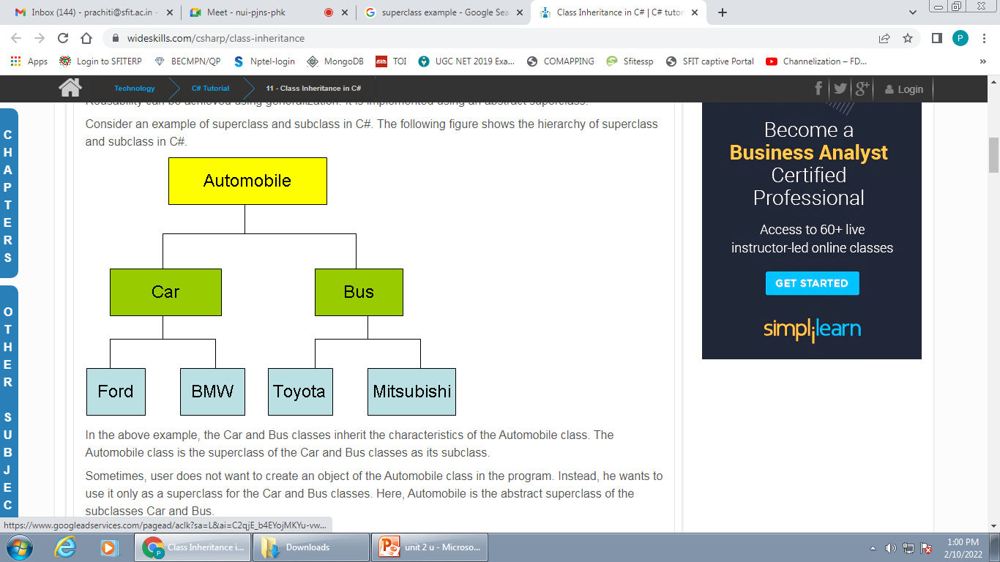 Inbox (144) - prachiti@sfit.ac.in -
Meet - nui-pjns-phk
superclass example - Google Sea
Class Inheritance in C# | C# tutor
wideskills.com/csharp/class-inheritance
P
Apps
Login to SFITERP
BECMPN/QP
Nptel-login
MongoDB
TOI
UGC NET 2019 Exa...
COMAPPING
Sfitessp
SFIT captive Portal
Channelization – FD...
»
Technology
C# Tutorial
11 - Class Inheritance in C#
Login
CHAPTERS
OTHER SUBJEC
Reusability can be achieved using generalization. It is implemented using an abstract superclass.
Consider an example of superclass and subclass in C#. The following figure shows the hierarchy of superclass
and subclass in C#.
Automobile
Car
Bus
Ford
BMW
Toyota
Mitsubishi
In the above example, the Car and Bus classes inherit the characteristics of the Automobile class. The
Automobile class is the superclass of the Car and Bus classes as its subclass.
Sometimes, user does not want to create an object of the Automobile class in the program. Instead, he wants to
use it only as a superclass for the Car and Bus classes. Here, Automobile is the abstract superclass of the
subclasses Car and Bus.
Become a
Business Analyst
Certified
Professional
Access to 60+ live
instructor-led online classes
GET STARTED
simplilearn
https://www.googleadservices.com/pagead/aclk?sa=L&ai=C2qjE_b4EYojMKYu-vw...
Class Inheritance i...
Downloads
unit 2 u - Microso...
1:00 PM
2/10/2022